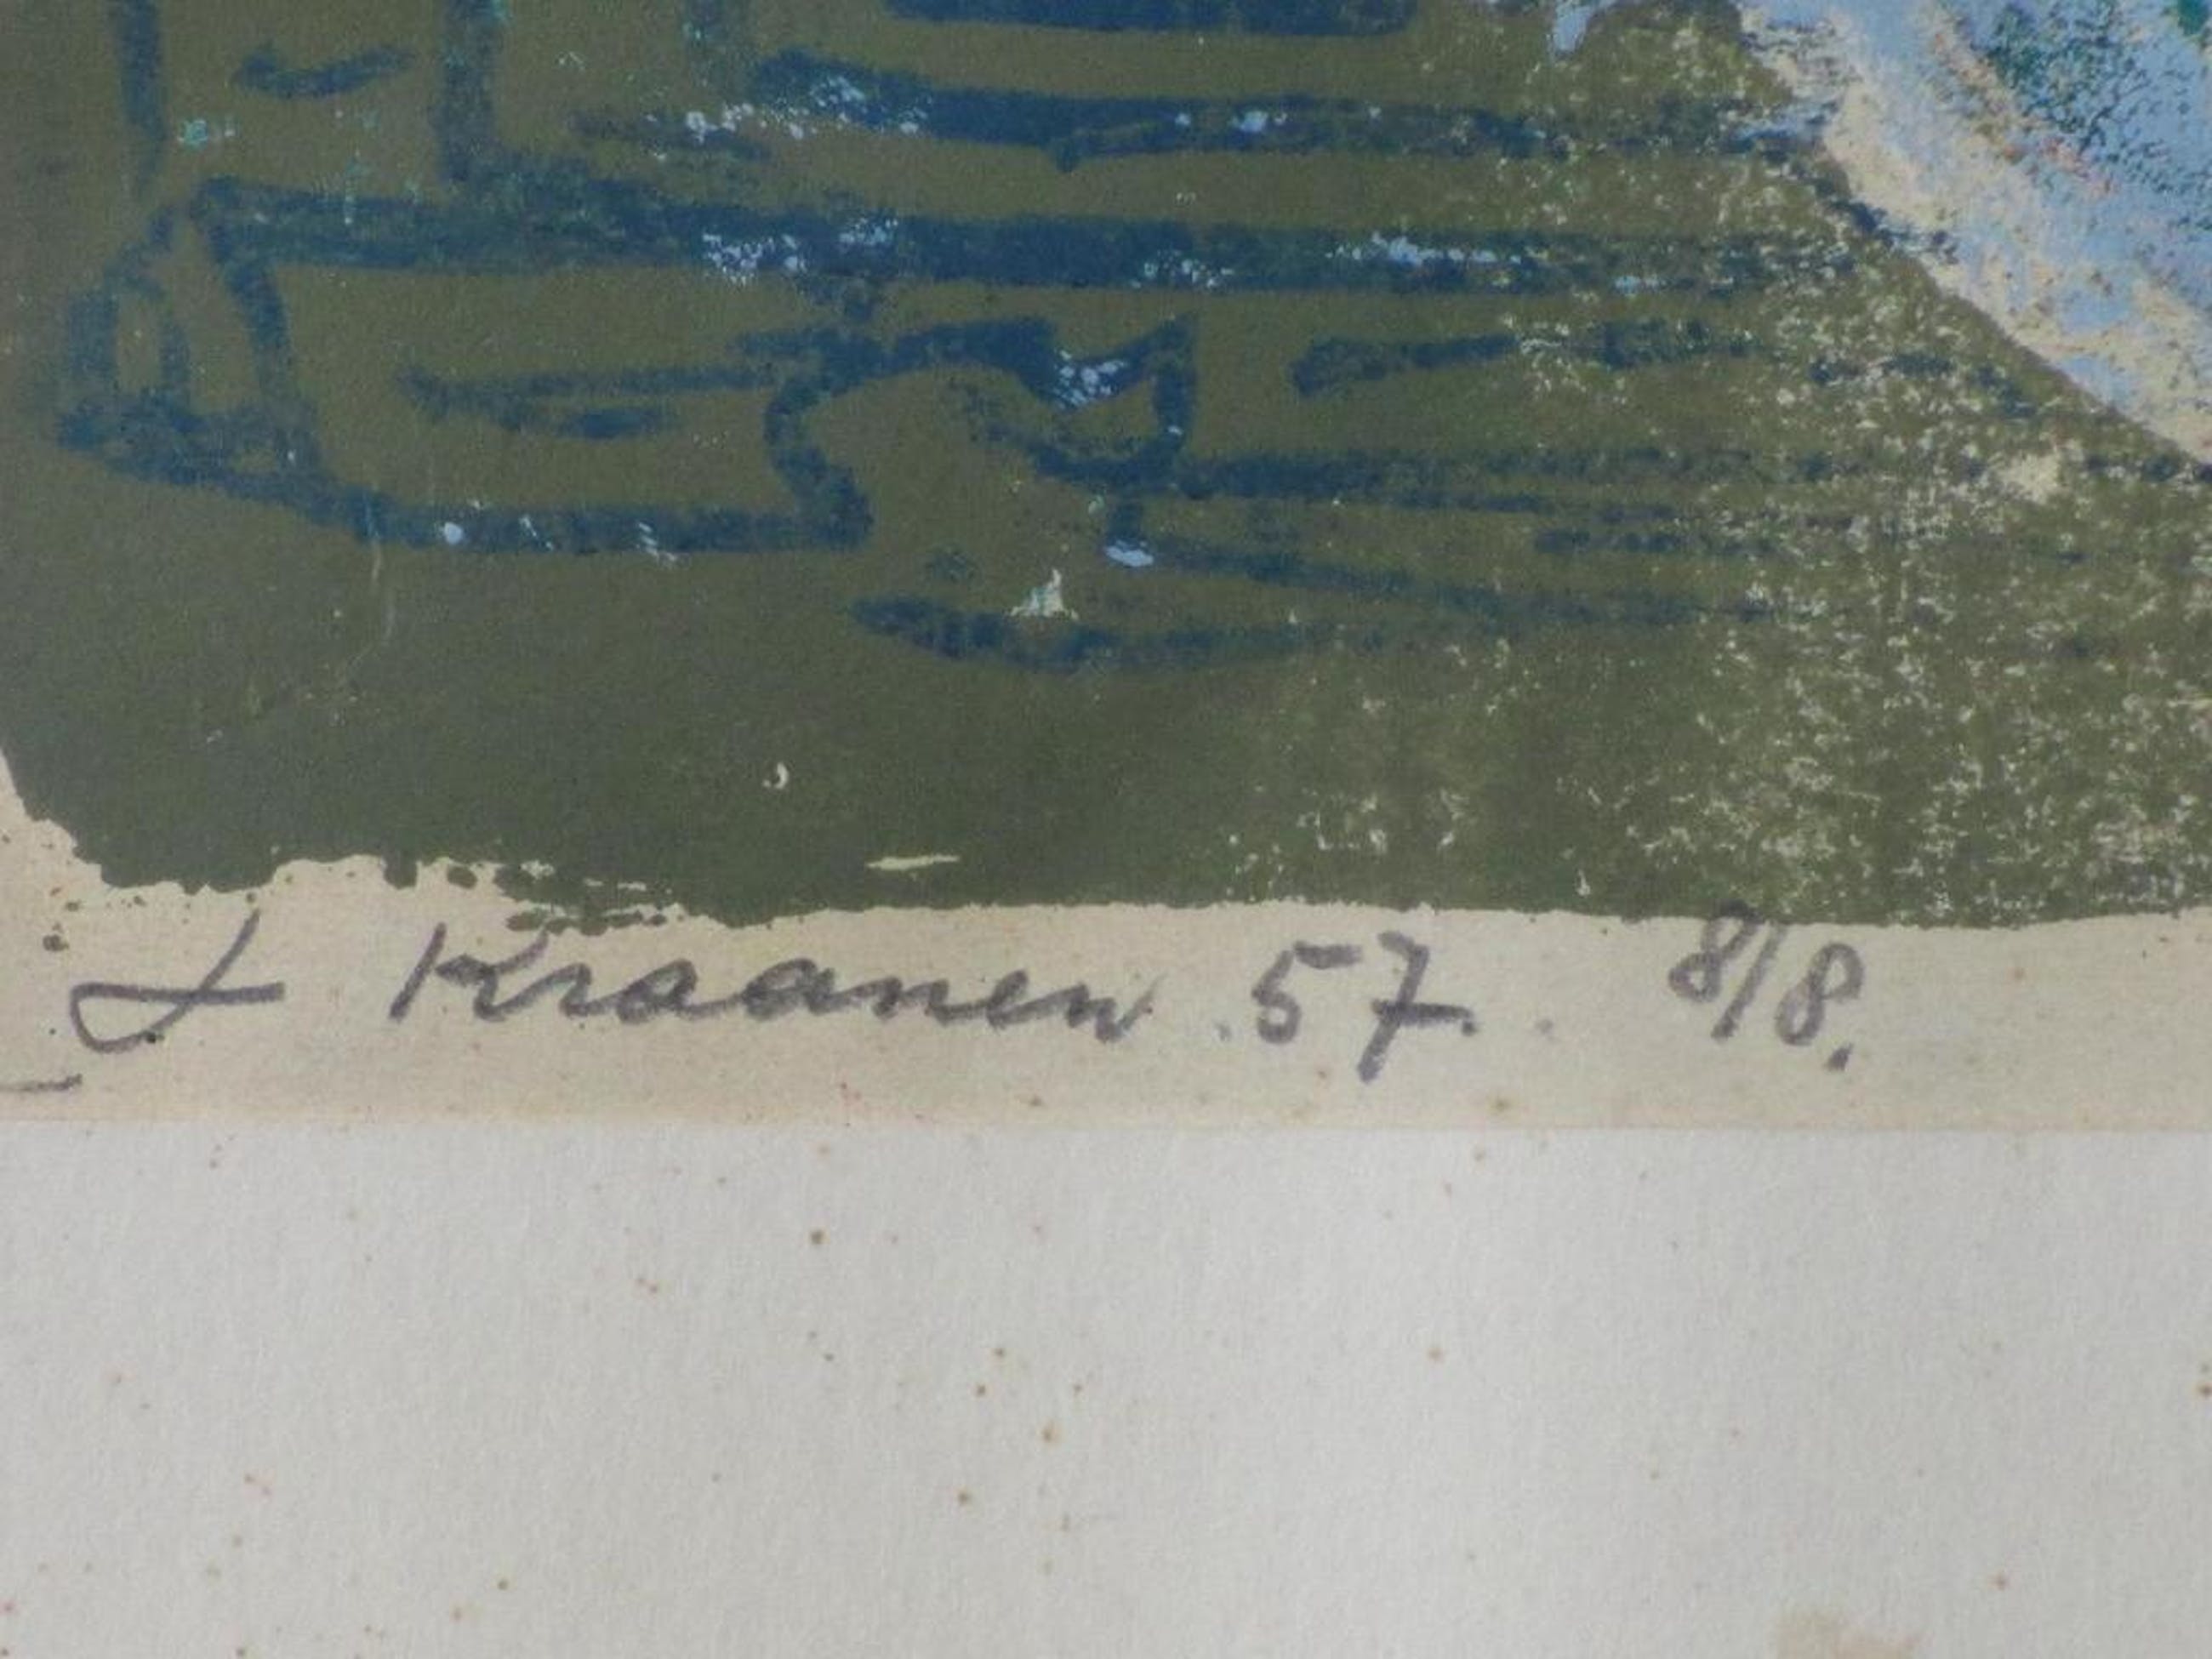 J Kraanen .57. 8/8.